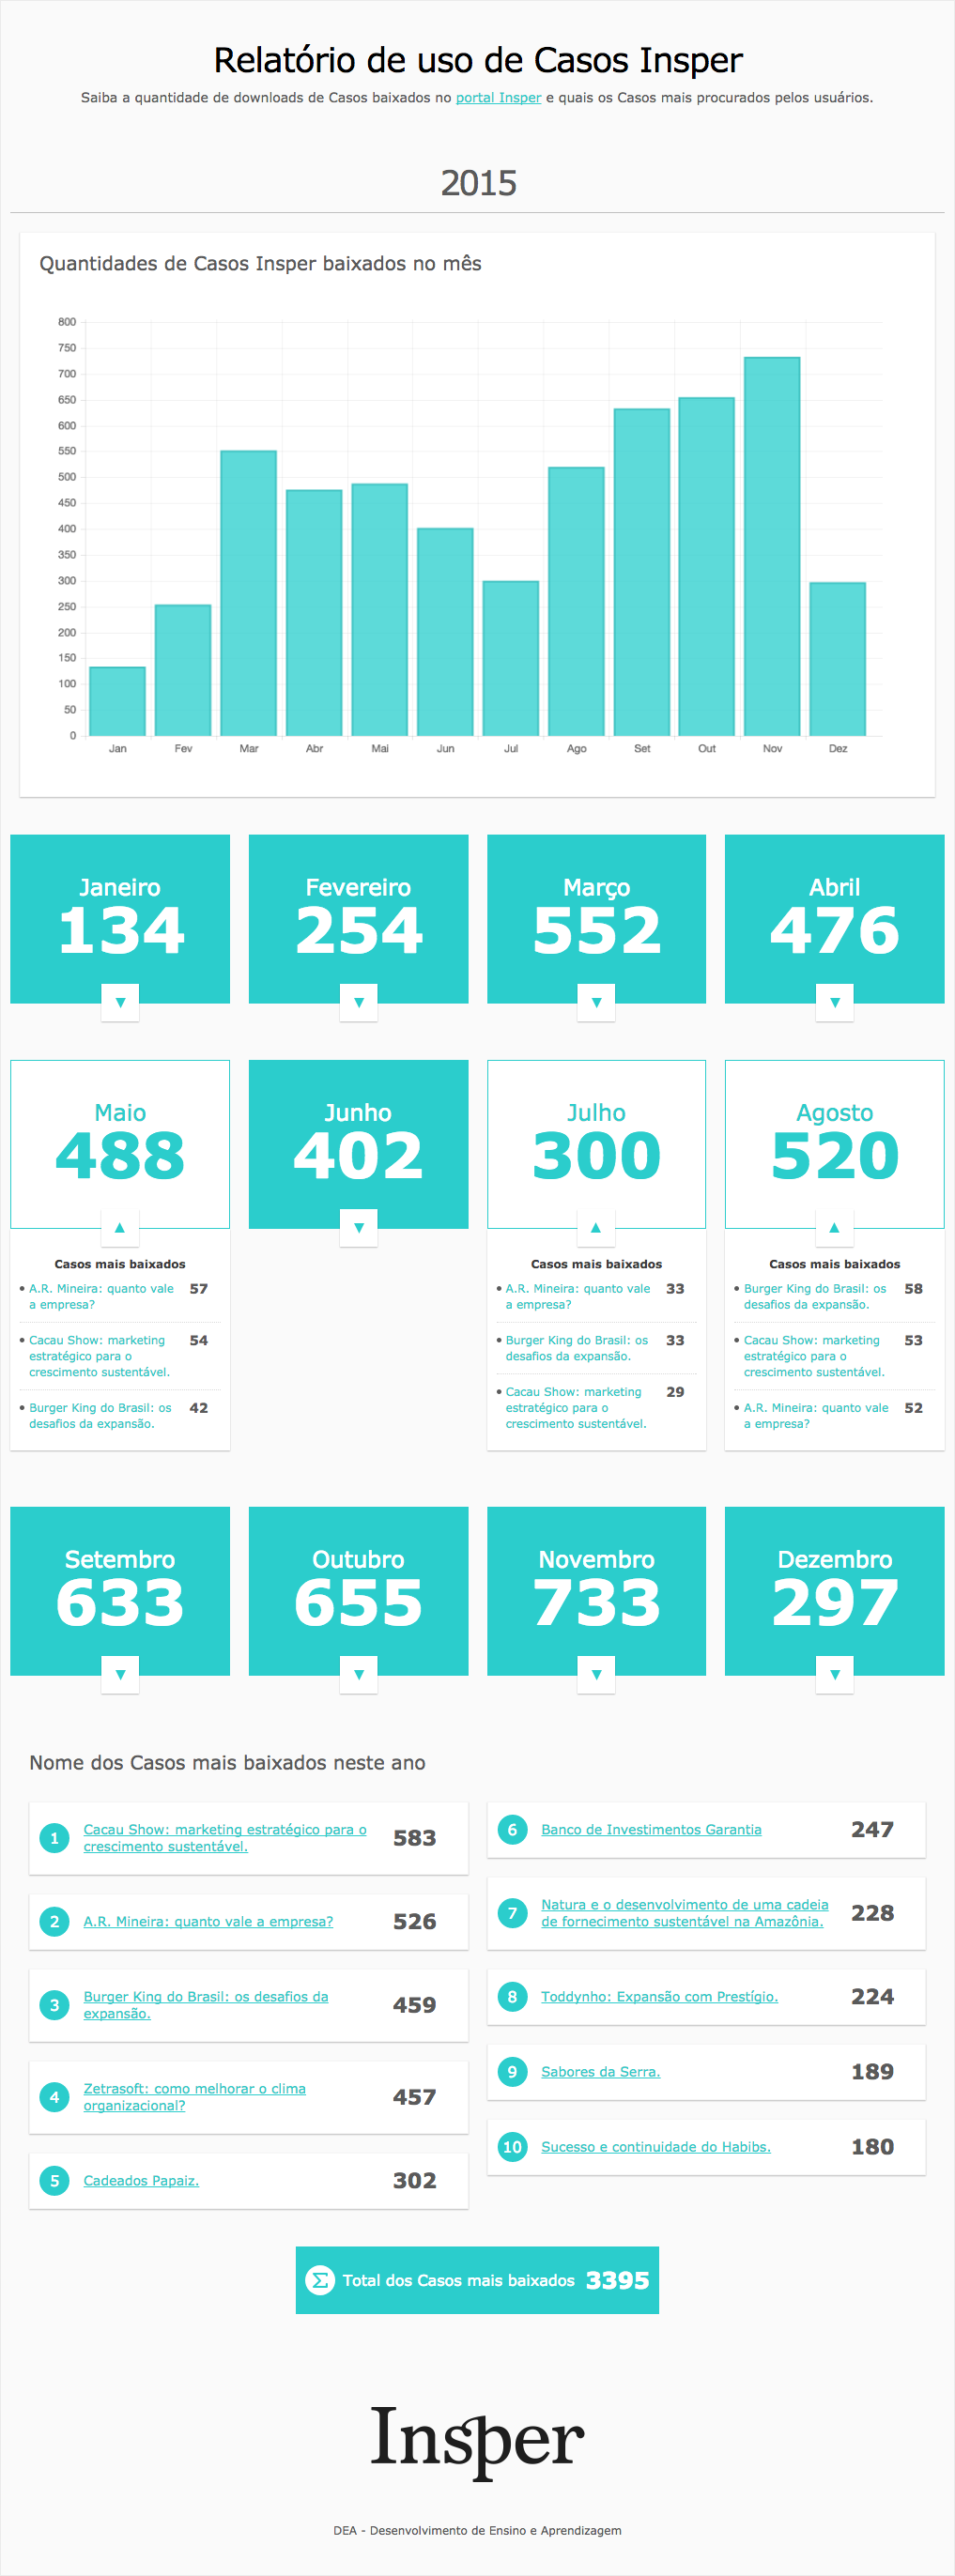 Relatório de uso de Casos Insper
Saiba a quantidade de downloads de Casos baixados no portal Insper e quais os Casos mais procurados pelos usuários.
2015
Quantidades de Casos Insper baixados no mês
800
750
700
650
600
550
500
450
400
350
300
250
200
150
100
50
0
Jan Fev Mar Abr Mai Jun Jul Ago Set Out Nov Dez
Janeiro
134
▼
Fevereiro
254
▼
Março
552
▼
Abril
476
▼
Maio
488
▲
Casos mais baixados
• A.R. Mineira: quanto vale 57
a empresa?
• Cacau Show: marketing 54
estratégico para o
crescimento sustentável.
• Burger King do Brasil: os 42
desafios da expansão.
Junho
402
▼
Julho
300
▲
Casos mais baixados
• A.R. Mineira: quanto vale 33
a empresa?
• Burger King do Brasil: os 33
desafios da expansão.
• Cacau Show: marketing 29
estratégico para o
crescimento sustentável.
Agosto
520
▲
Casos mais baixados
• Burger King do Brasil: os 58
desafios da expansão.
• Cacau Show: marketing 53
estratégico para o
crescimento sustentável.
• A.R. Mineira: quanto vale 52
a empresa?
Setembro
633
▼
Outubro
655
▼
Novembro
733
▼
Dezembro
297
▼
Nome dos Casos mais baixados neste ano
1 Cacau Show: marketing estratégico para o 583
crescimento sustentável.
2 A.R. Mineira: quanto vale a empresa? 526
3 Burger King do Brasil: os desafios da 459
expansão.
4 Zetrasoft: como melhorar o clima 457
organizacional?
5 Cadeados Papaiz. 302
6 Banco de Investimentos Garantia 247
7 Natura e o desenvolvimento de uma cadeia 228
de fornecimento sustentável na Amazônia.
8 Toddynho: Expansão com Prestígio. 224
9 Sabores da Serra. 189
10 Sucesso e continuidade do Habibs. 180
Σ Total dos Casos mais baixados 3395
Insper
DEA - Desenvolvimento de Ensino e Aprendizagem